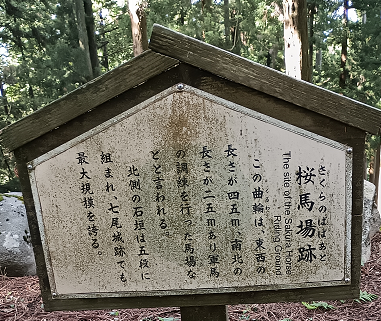 さくらのばばあと
桜馬場跡
The site of the Osakura Horse
Riding Ground
この曲輪は、東西の
長さが四五ｍ、南北の
長さが二五ｍあり軍馬
の調練を行った馬場な
どと言われる。
北側の石垣は五段に
組まれ、七尾城跡でも
最大規模を誇る。